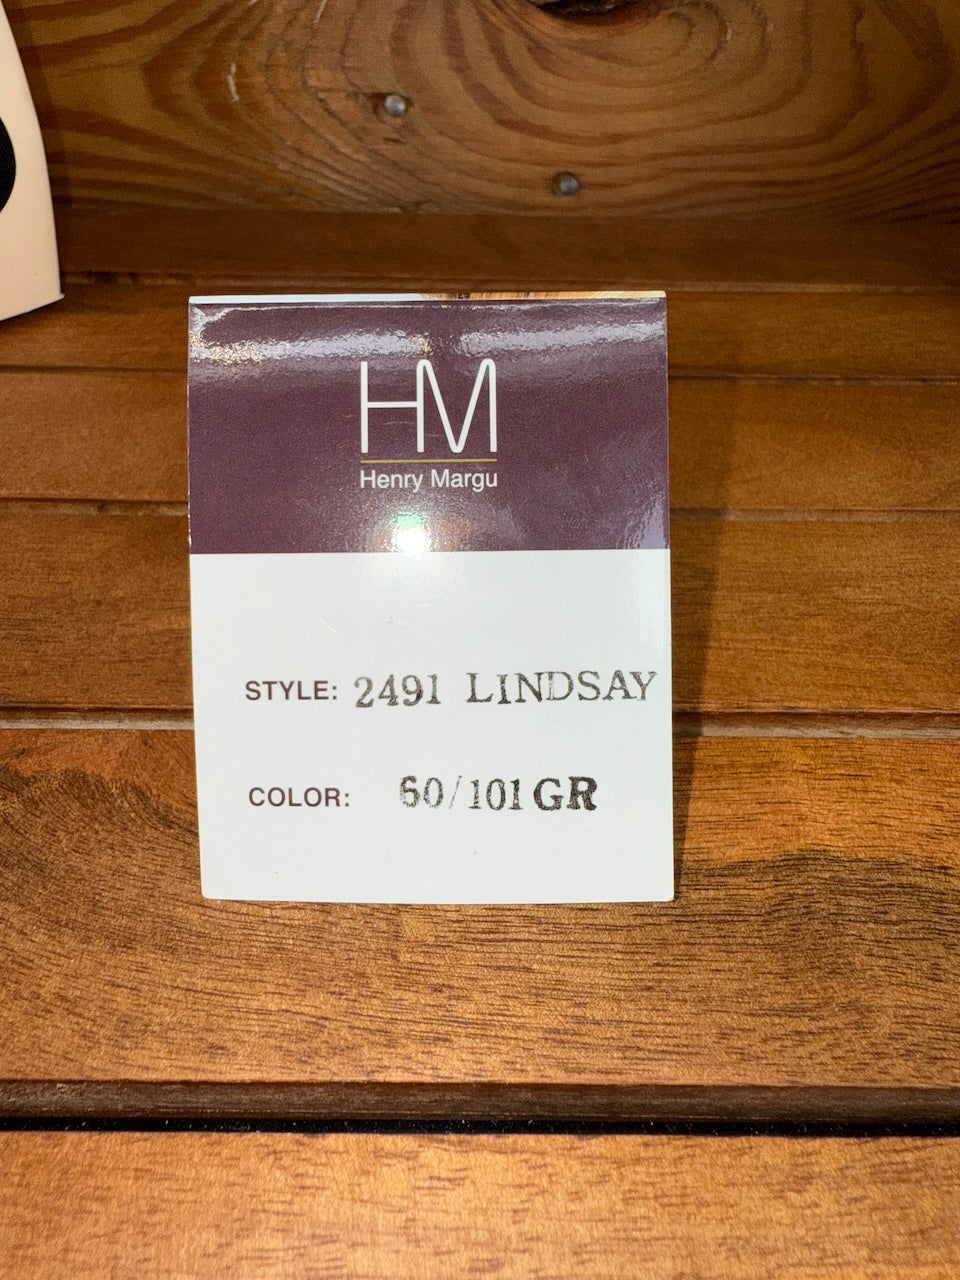 HM
Henry Margu
STYLE: 2491 LINDSAY
COLOR: 60/101GR